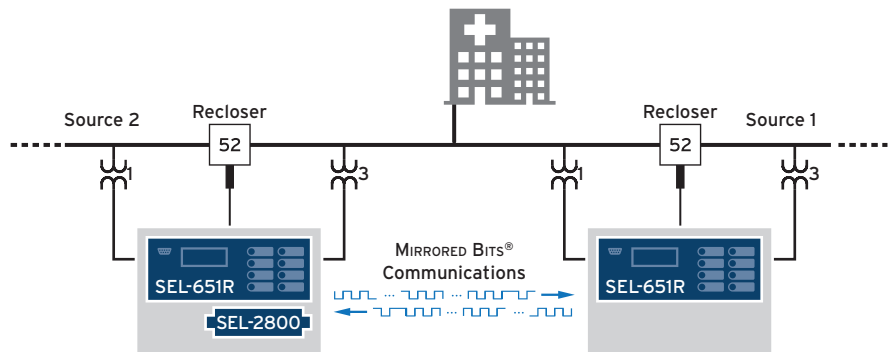 Source 2
Recloser
Recloser
Source 1
52
52
1
3
1
3
MIRRORED BITS®
Communications
SEL-651R
SEL-651R
SEL-2800